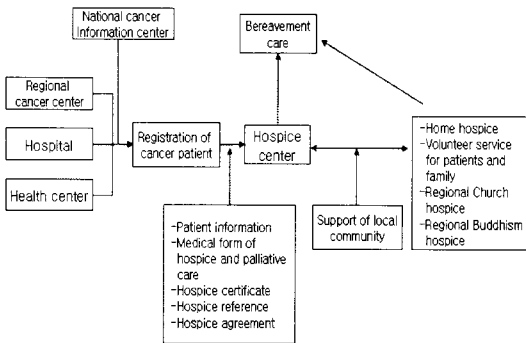 National cancer
Information center
Bereavement
care
Regional
cancer center
Hospital
Health center
Registration of
cancer patient
Hospice
center
-Home hospice
-Volunteer service
for patients and
family
-Regional Church
hospice
-Regional Buddhism
hospice
-Patient information
-Medical form of
hospice and palliative
care
-Hospice certificate
-Hospice reference
-Hospice agreement
Support of local
community